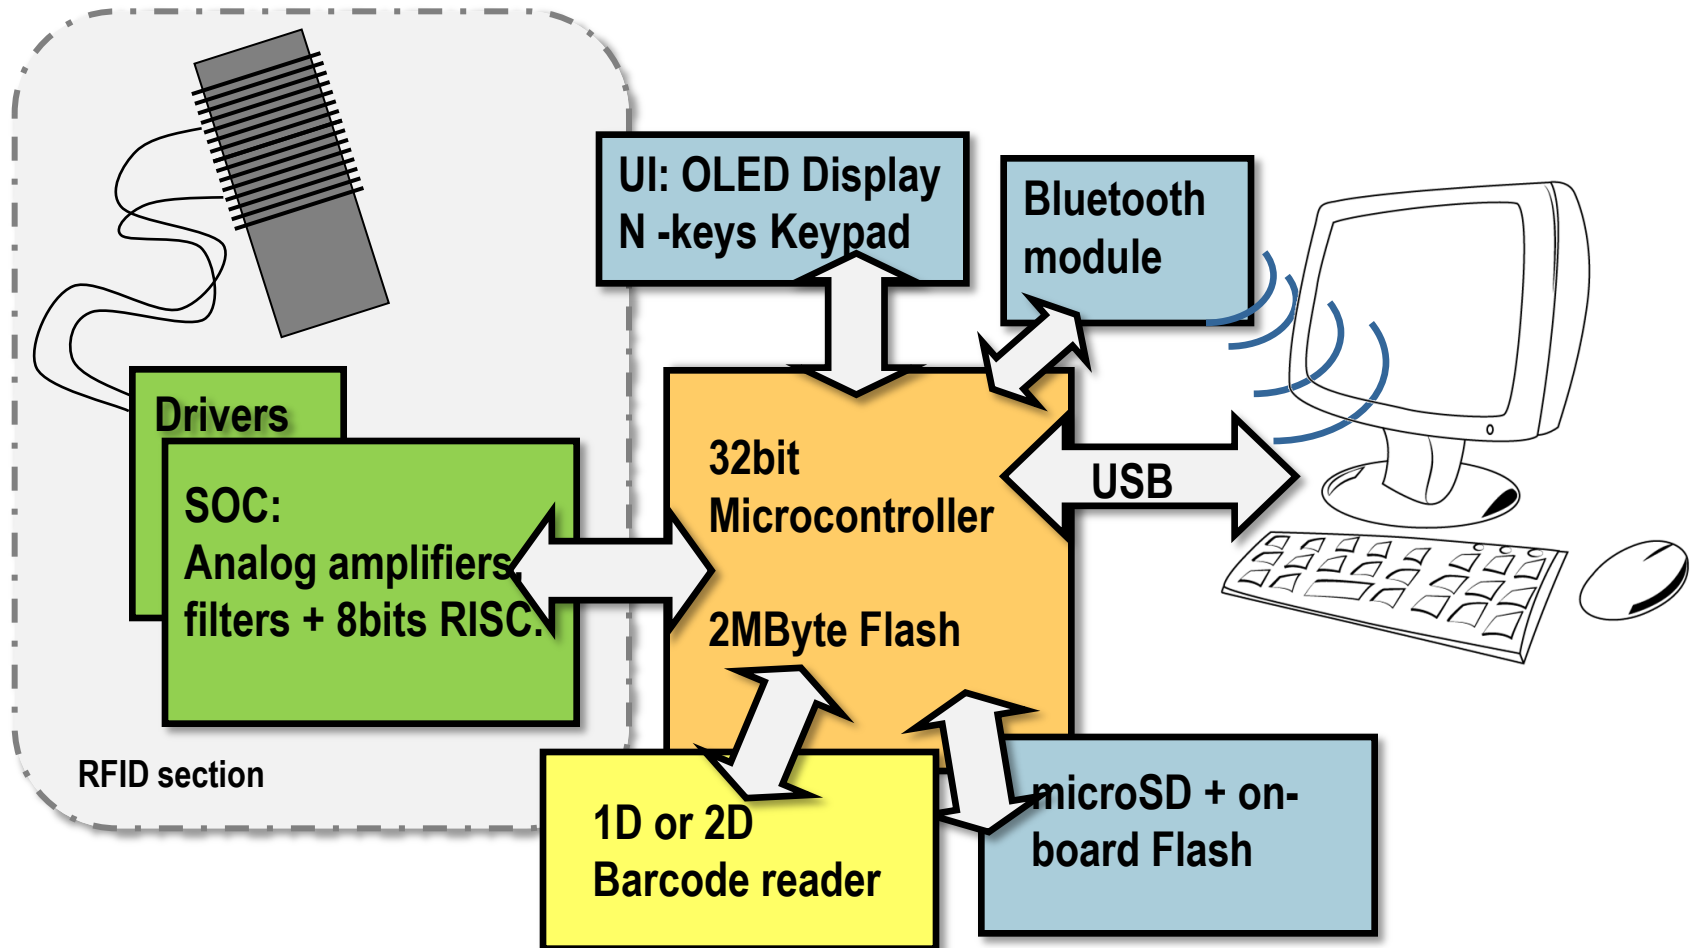 UI: OLED Display
N -keys Keypad
Bluetooth
module
Drivers
SOC:
Analog amplifiers,
filters + 8bits RISC.
32bit
Microcontroller
2MByte Flash
USB
RFID section
1D or 2D
Barcode reader
microSD + on-
board Flash